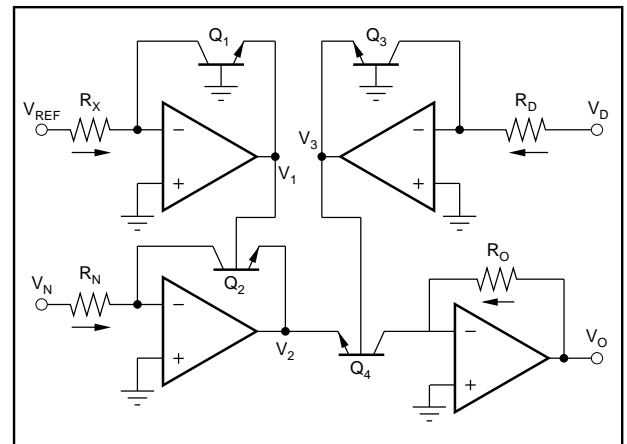 Q1 Q3
VREF RX RD VD
− −
V3
+ V1 +
VN RN Q2 RO
− −
V2 Q4 VO
+ +